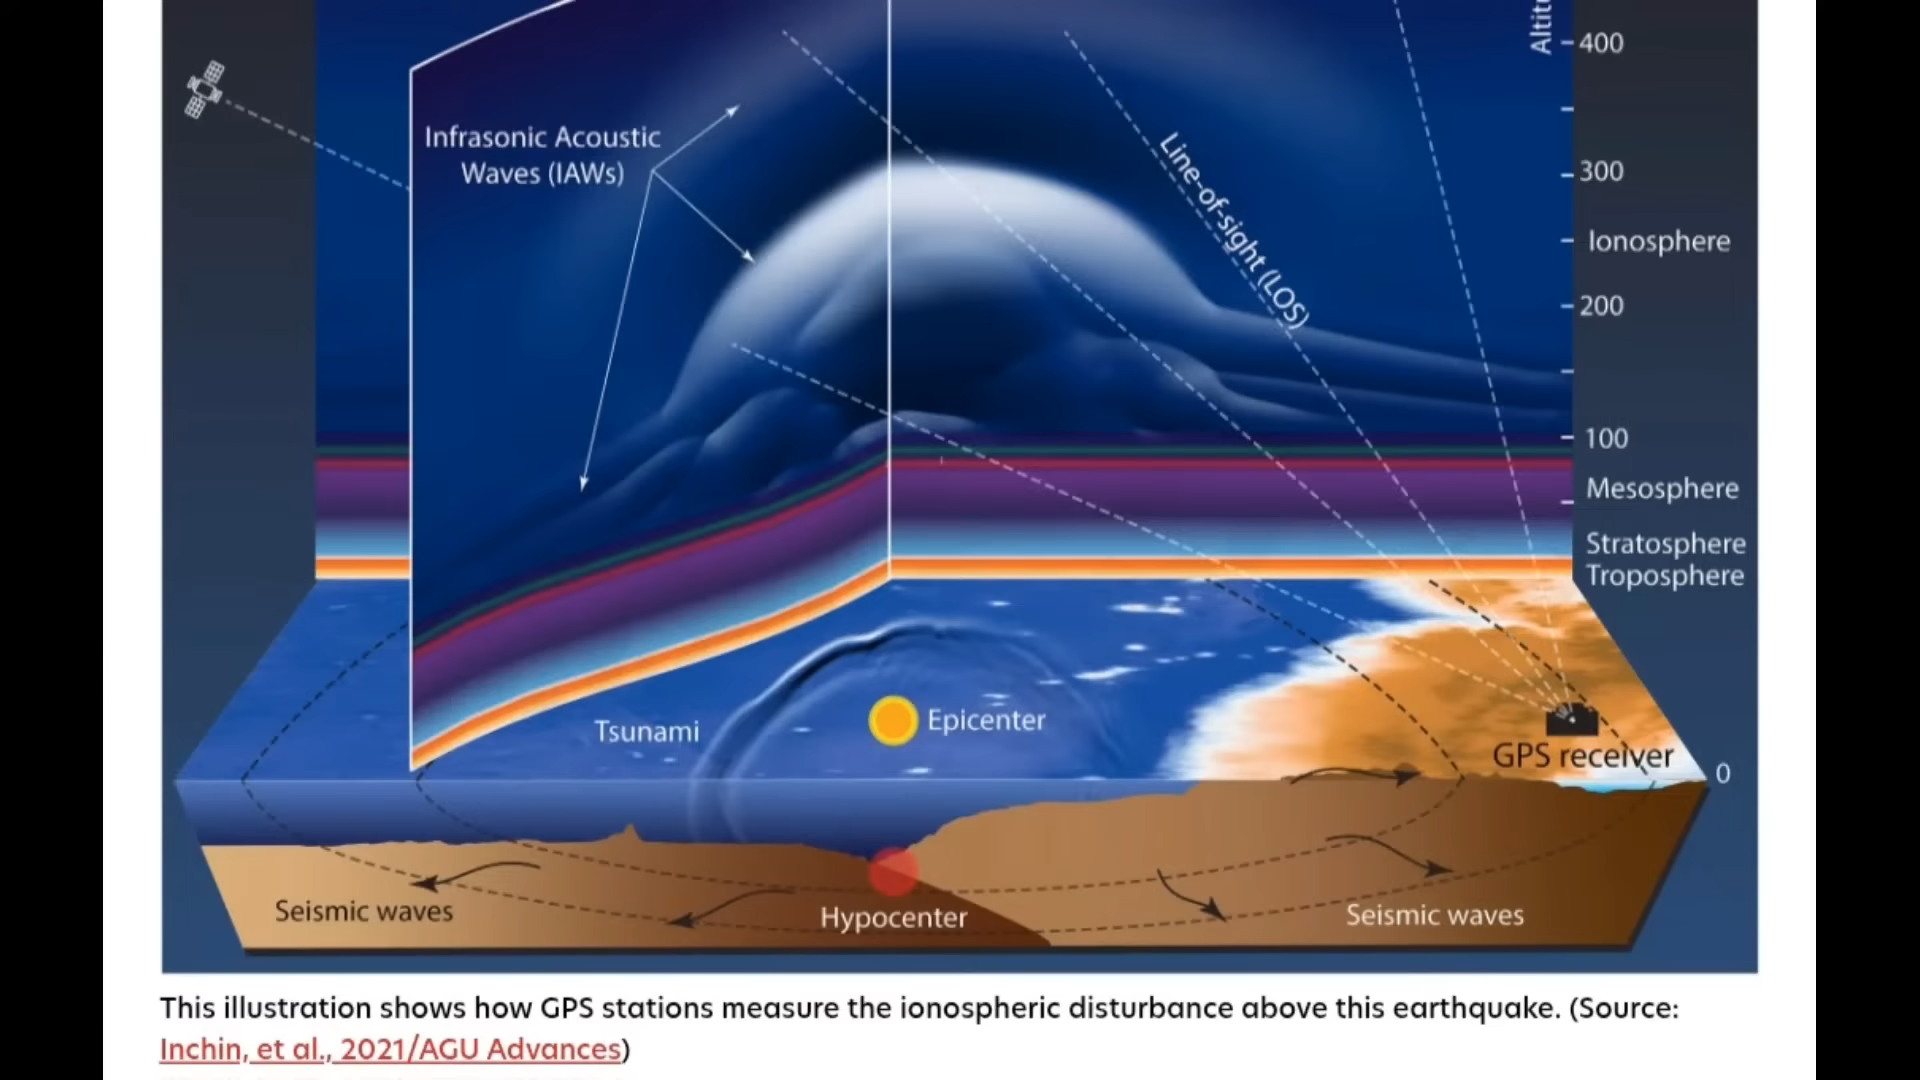 Altitu
400
Infrasonic Acoustic
Waves (IAWs)
Line-of-sight (LOS)
300
Ionosphere
200
100
Mesosphere
Stratosphere
Troposphere
Tsunami
Epicenter
GPS receiver
0
Seismic waves
Hypocenter
Seismic waves
This illustration shows how GPS stations measure the ionospheric disturbance above this earthquake. (Source:
Inchin, et al., 2021/AGU Advances)